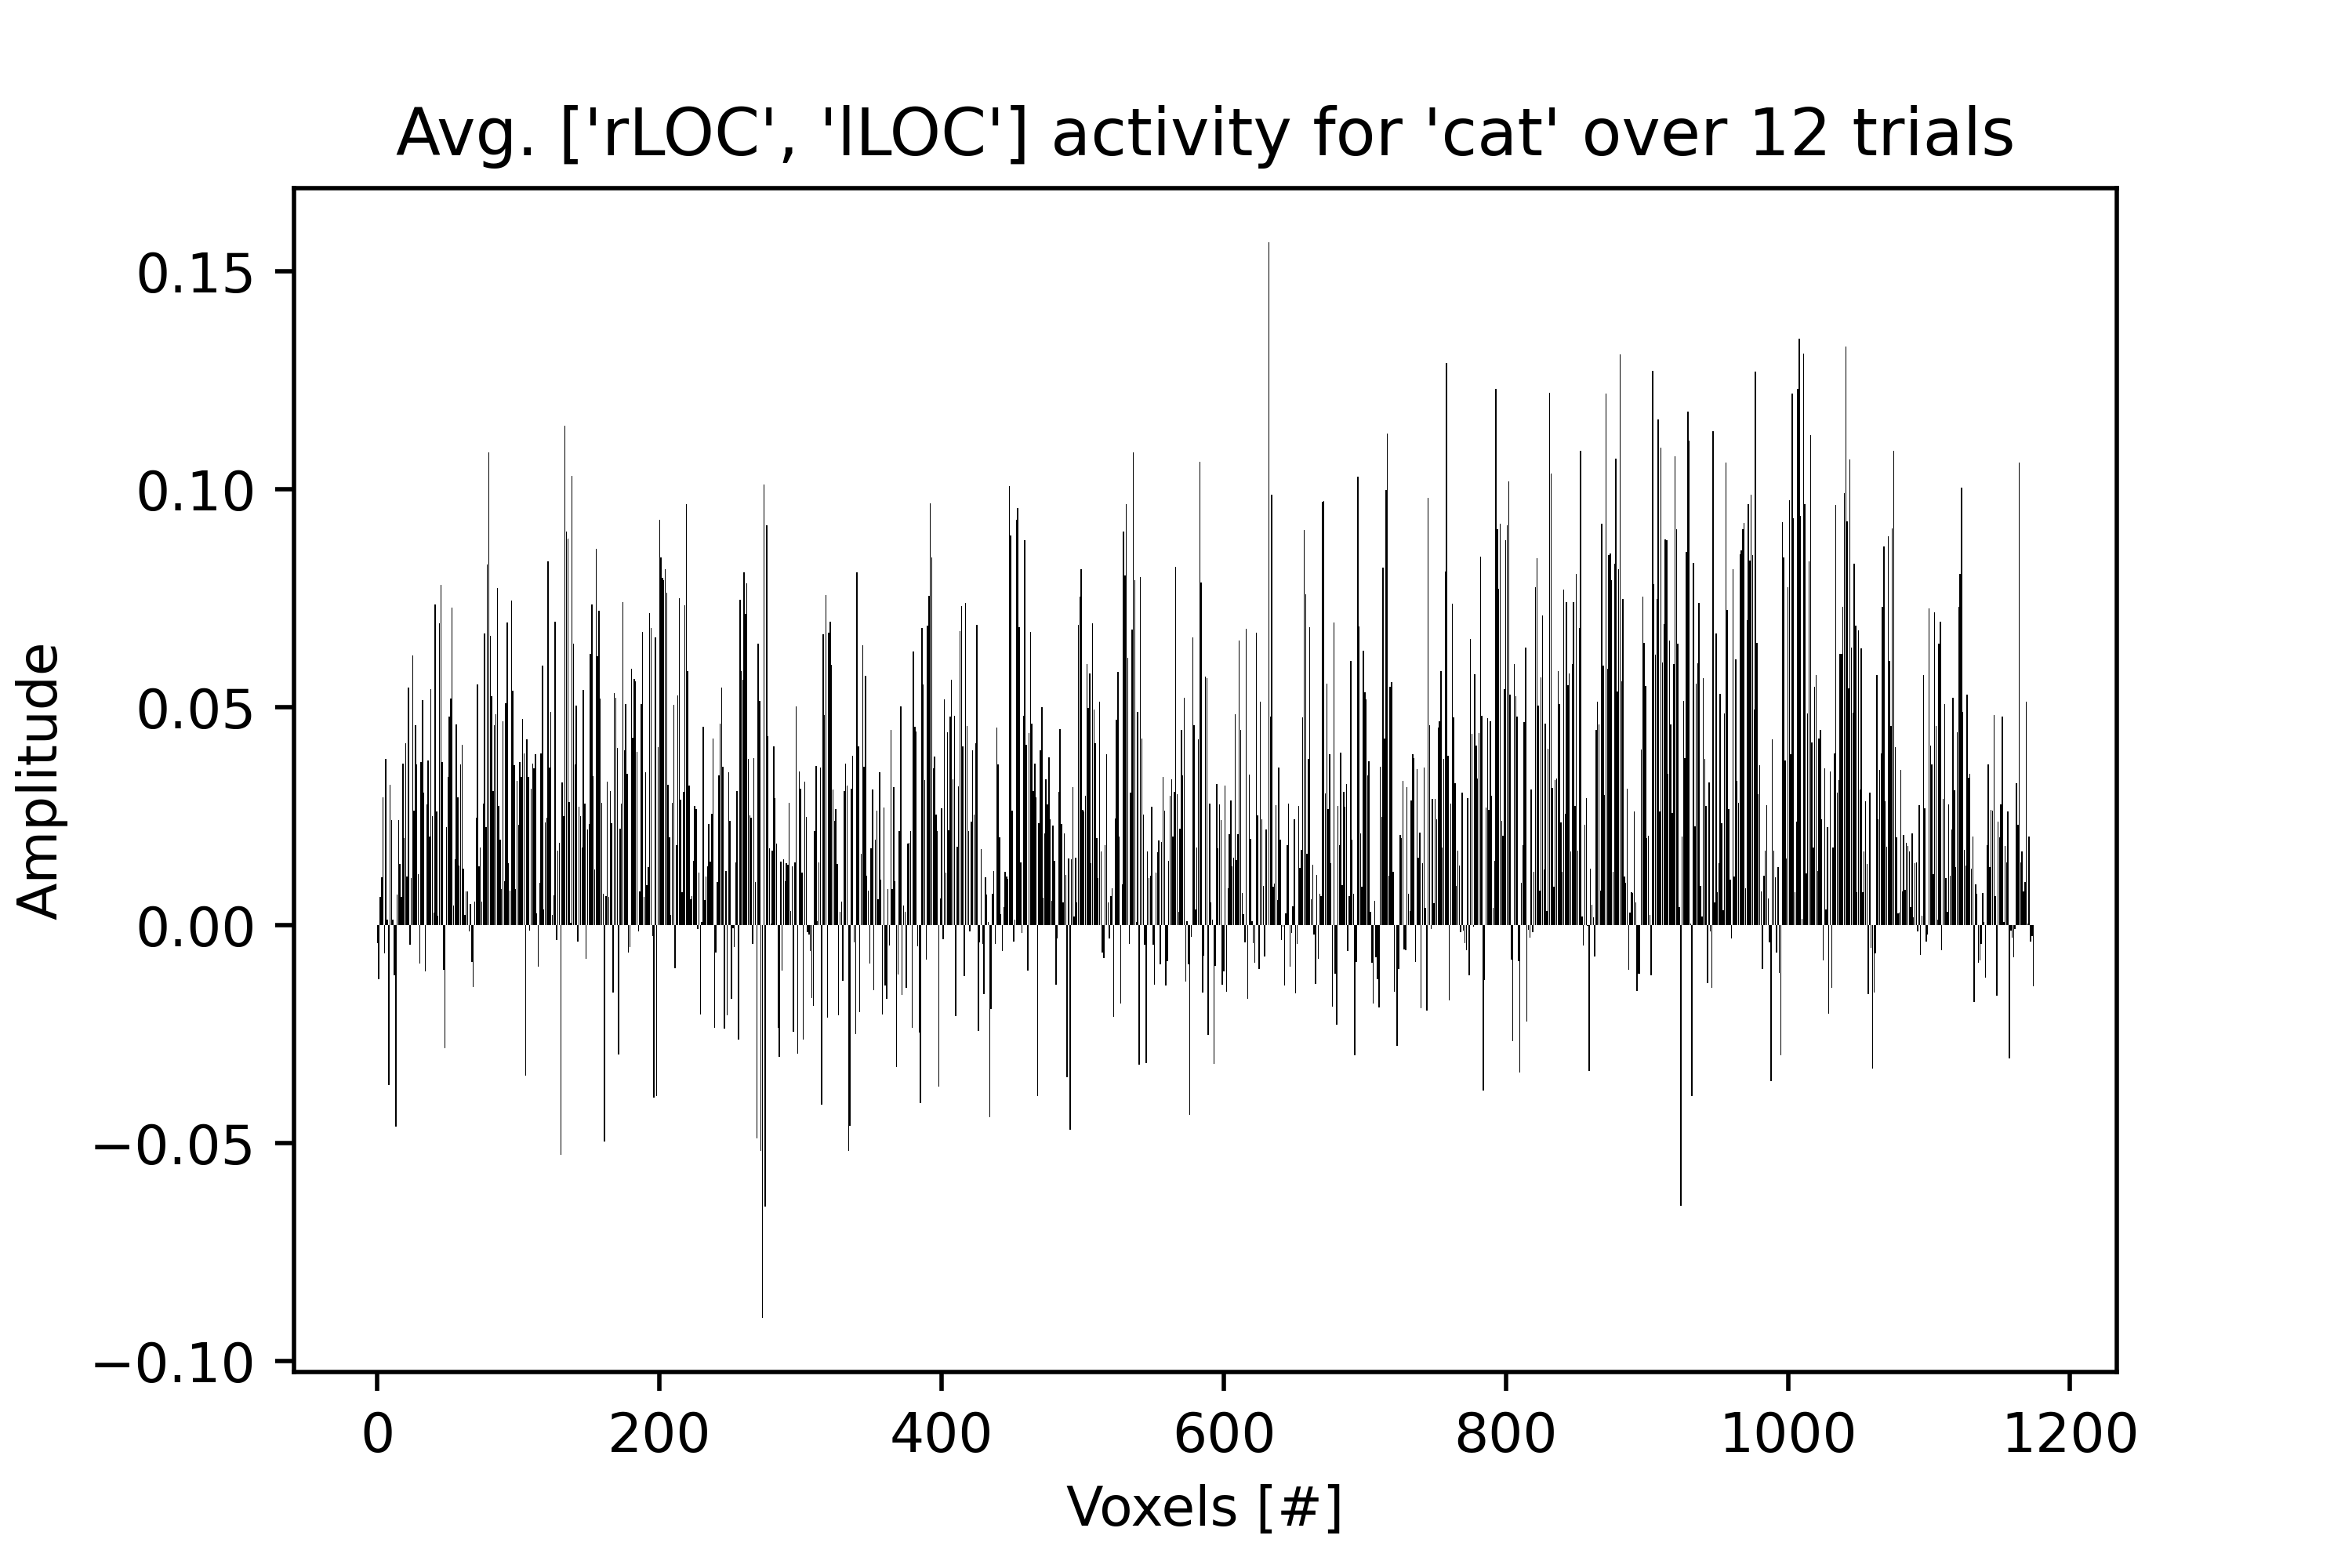 Avg. ['rLOC', 'lLOC'] activity for 'cat' over 12 trials
0.15
0.10
0.05
0.00
−0.05
−0.10
Amplitude
0 200 400 600 800 1000 1200
Voxels [#]